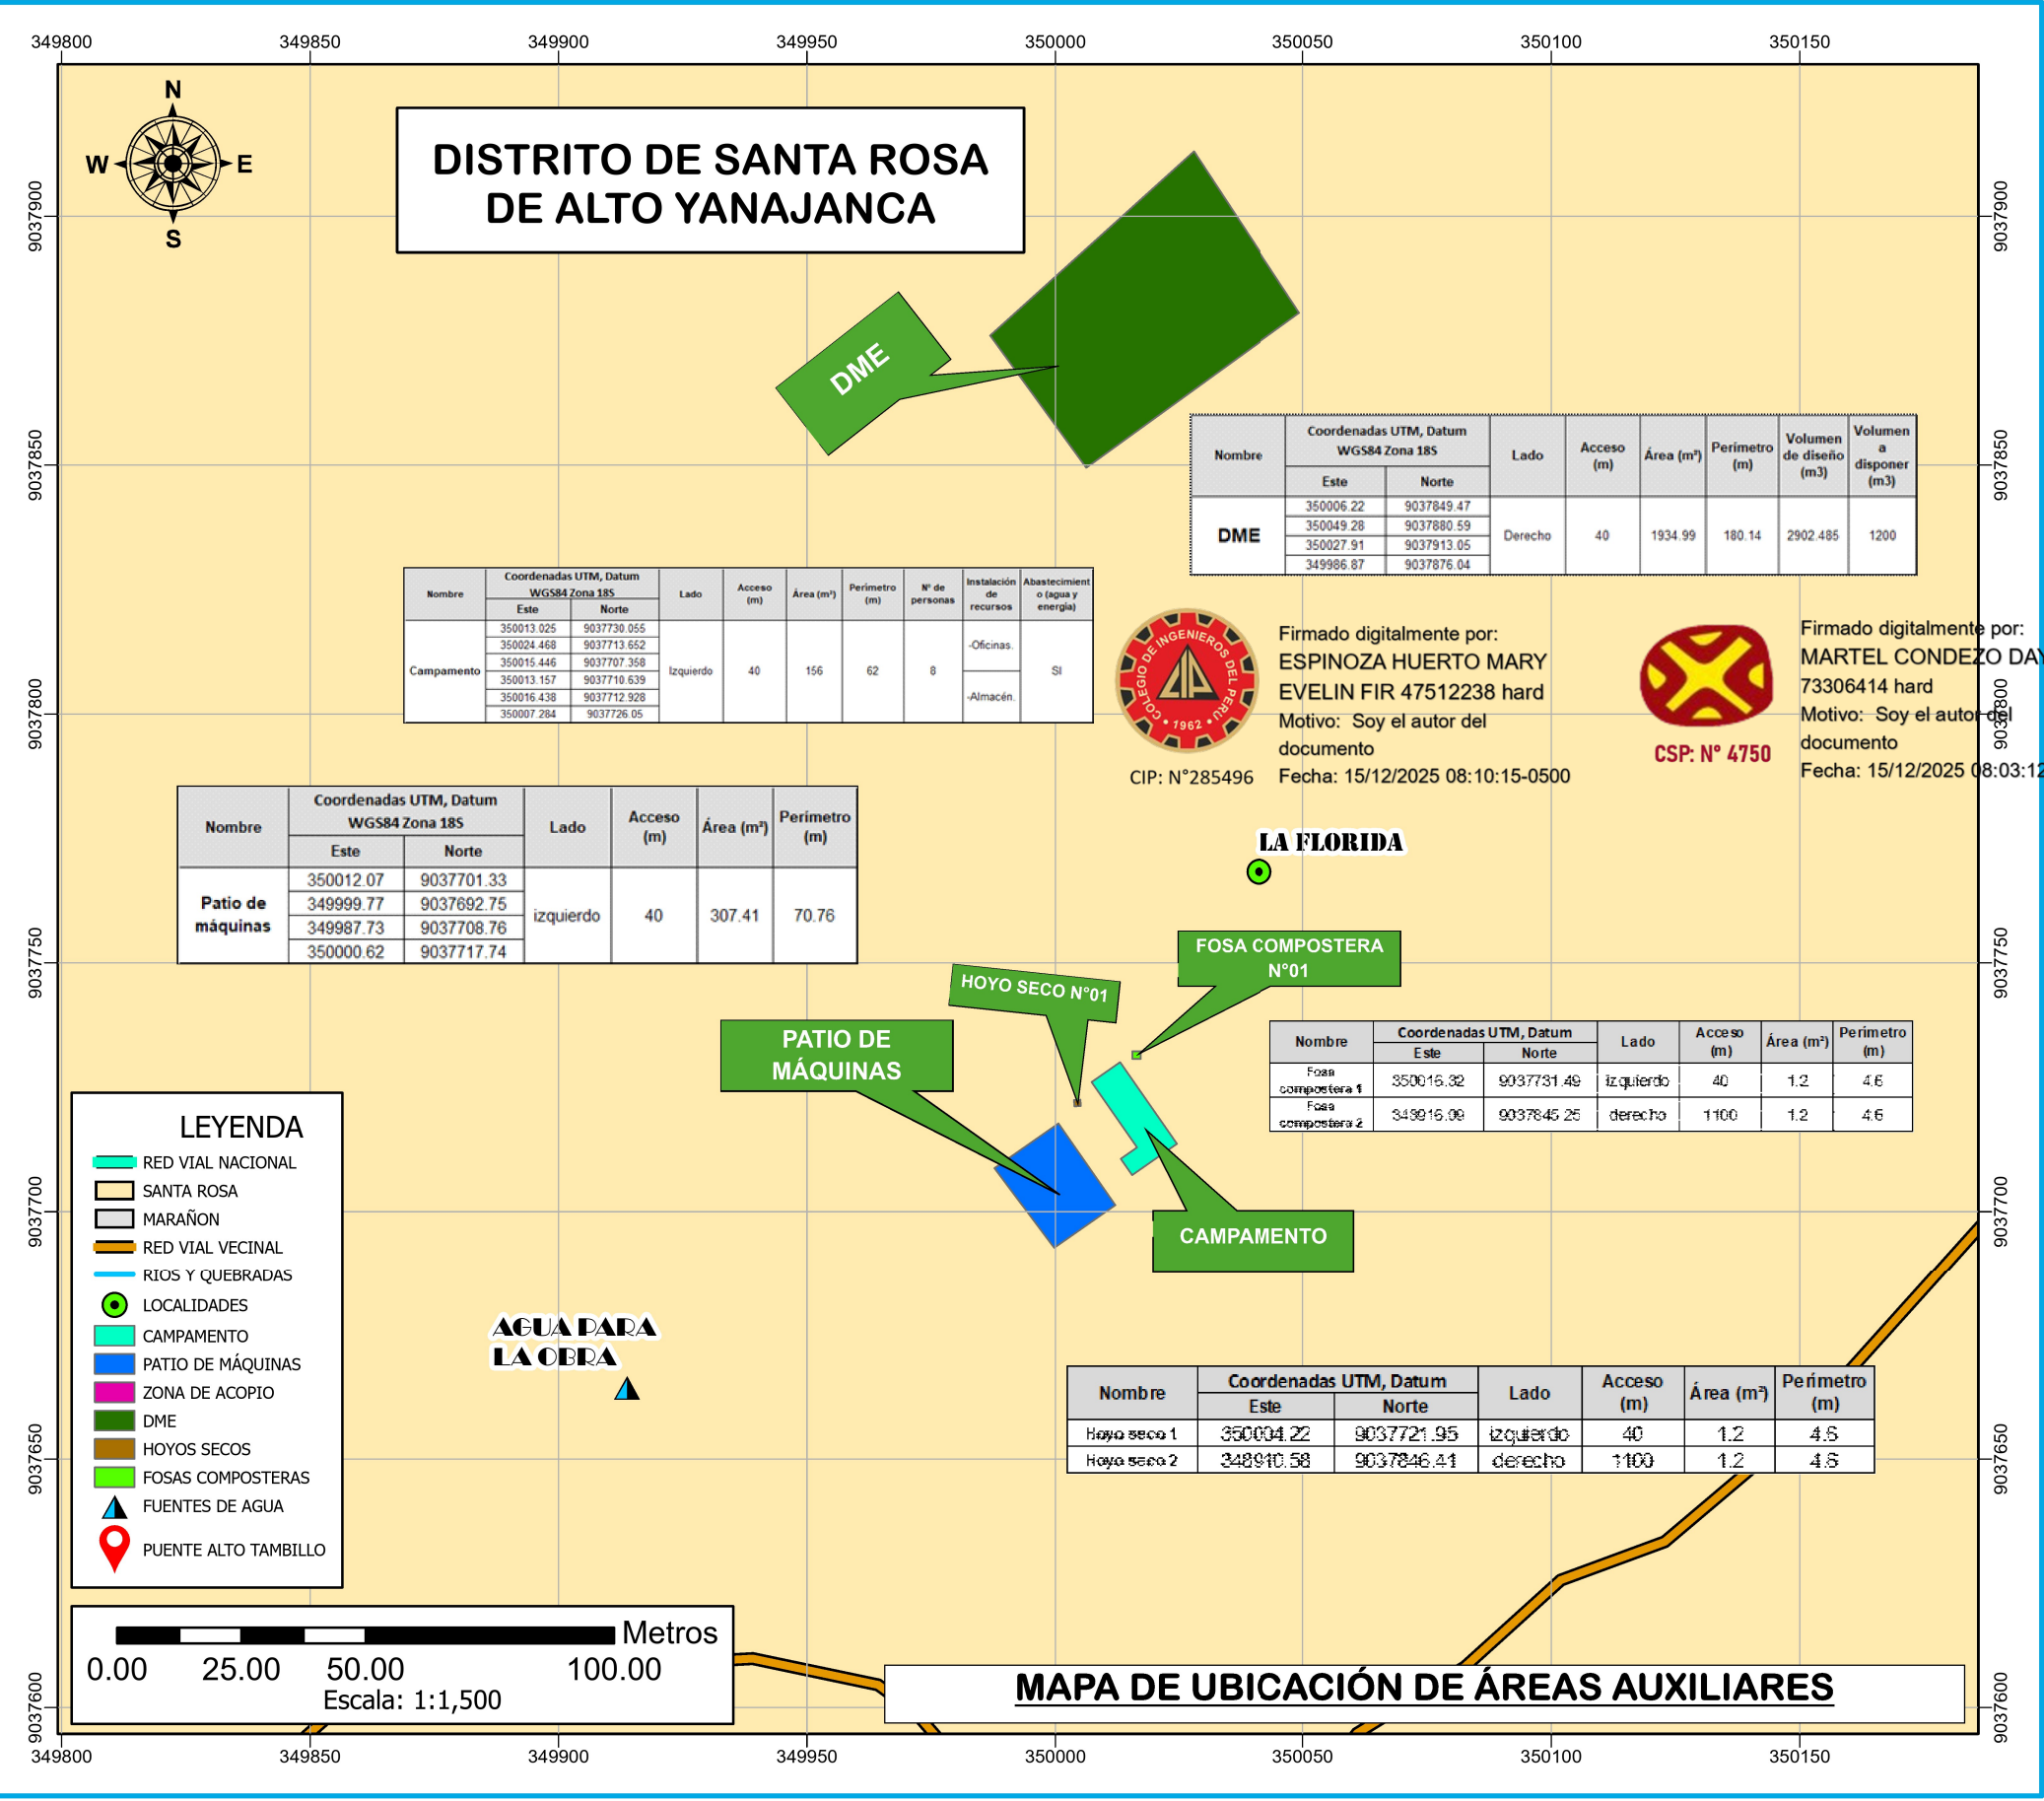 349800 349850 349900 349950 350000 350050 350100 350150
N
W E
S
DISTRITO DE SANTA ROSA
DE ALTO YANAJANCA
9037900 9037900
DME
9037850 9037850
Nombre Coordenadas UTM, Datum WGS84 Zona 18S Lado Acceso (m) Área (m²) Perímetro (m) Volumen de diseño (m3) Volumen a disponer (m3)
Este Norte
DME Derecho 40 1934.99 180.14 2902.485 1200
350006.22 9037849.47
350049.28 9037880.59
350027.91 9037913.05
349986.87 9037876.04
Nombre Coordenadas UTM, Datum WGS84 Zona 18S Lado Acceso (m) Área (m²) Perímetro (m) N° de personas Instalación de recursos Abastecimiento (agua y energía)
Este Norte
Campamento Izquierdo 40 156 62 8 -Oficinas. -Almacén. SI
350013.025 9037730.055
350024.468 9037713.652
350015.446 9037707.358
350013.157 9037710.639
350016.438 9037712.928
350007.284 9037726.05
9037800 9037800
COLEGIO DE INGENIEROS DEL PERU
• 1962 •
CIP: N°285496
Firmado digitalmente por:
ESPINOZA HUERTO MARY
EVELIN FIR 47512238 hard
Motivo: Soy el autor del
documento
Fecha: 15/12/2025 08:10:15-0500
CSP: N° 4750
Firmado digitalmente por:
MARTEL CONDEZO DAY
73306414 hard
Motivo: Soy el autor del
documento
Fecha: 15/12/2025 08:03:12
Nombre Coordenadas UTM, Datum WGS84 Zona 18S Lado Acceso (m) Área (m²) Perímetro (m)
Este Norte
Patio de máquinas izquierdo 40 307.41 70.76
350012.07 9037701.33
349999.77 9037692.75
349987.73 9037708.76
350000.62 9037717.74
LA FLORIDA
9037750 9037750
FOSA COMPOSTERA
N°01
HOYO SECO N°01
PATIO DE
MÁQUINAS
Nombre Coordenadas UTM, Datum Lado Acceso (m) Área (m²) Perímetro (m)
Este Norte
Fosa compostera 1 350016.32 9037731.49 izquierdo 40 1.2 4.6
Fosa compostera 2 derecho 1100 1.2 4.6
9037700 9037700
CAMPAMENTO
AGUA PARA
LA OBRA
Nombre Coordenadas UTM, Datum Lado Acceso (m) Área (m²) Perímetro (m)
Este Norte
Hoyo seco 1 350004.22 9037721.95 izquierdo 40 1.2 4.6
Hoyo seco 2 348910.58 9037846.41 derecho 1100 1.2 4.6
9037650 9037650
LEYENDA
RED VIAL NACIONAL
SANTA ROSA
MARAÑON
RED VIAL VECINAL
RIOS Y QUEBRADAS
LOCALIDADES
CAMPAMENTO
PATIO DE MÁQUINAS
ZONA DE ACOPIO
DME
HOYOS SECOS
FOSAS COMPOSTERAS
FUENTES DE AGUA
PUENTE ALTO TAMBILLO
Metros
0.00 25.00 50.00 100.00
Escala: 1:1,500
MAPA DE UBICACIÓN DE ÁREAS AUXILIARES
9037600 9037600
349800 349850 349900 349950 350000 350050 350100 350150